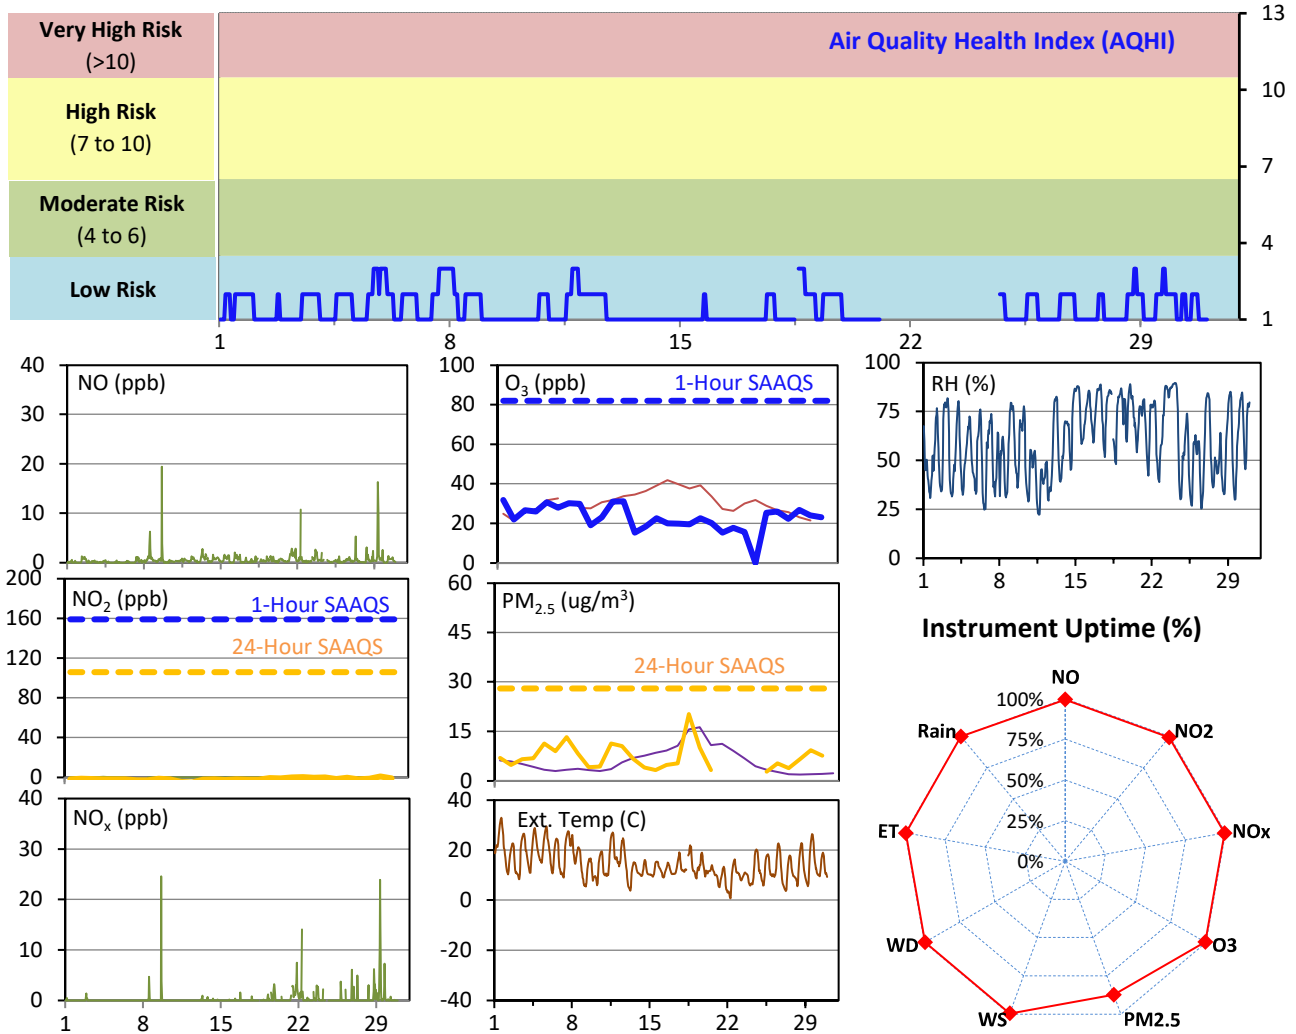 Very High Risk
(>10)
High Risk
(7 to 10)
Moderate Risk
(4 to 6)
Low Risk
Air Quality Health Index (AQHI)
13
10
7
4
1
1 8 15 22 29
NO (ppb)
40
30
20
10
0
O3 (ppb)
1-Hour SAAQS
100
80
60
40
20
0
RH (%)
100
75
50
25
0
1 8 15 22 29
NO2 (ppb)
1-Hour SAAQS
24-Hour SAAQS
200
160
120
80
40
0
PM2.5 (ug/m³)
24-Hour SAAQS
60
45
30
15
0
NOx (ppb)
40
30
20
10
0
1 8 15 22 29
Ext. Temp (C)
40
20
0
-20
-40
1 8 15 22 29
Instrument Uptime (%)
NO
100%
75%
50%
25%
0%
NO2
NOx
O3
PM2.5
WS
WD
ET
Rain